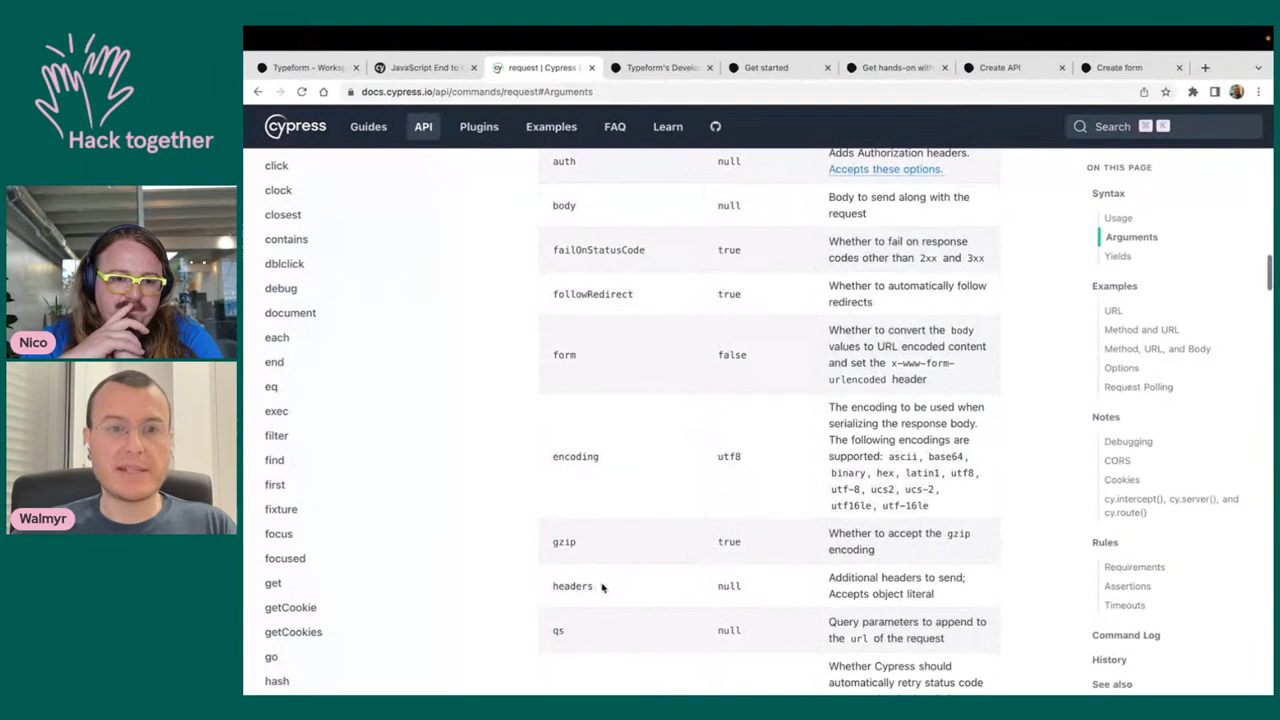 Hack together
Nico
Walmyr
Typeform – Works
JavaScript End to
request | Cypress
Typeform's Develo
Get started
Get hands-on with
Create API
Create form
docs.cypress.io/api/commands/request#Arguments
cypress
Guides
API
Plugins
Examples
FAQ
Learn
Search
⌘
K
click
clock
closest
contains
dblclick
debug
document
each
end
eq
exec
filter
find
first
fixture
focus
focused
get
getCookie
getCookies
go
hash
auth null Adds Authorization headers.
Accepts these options.
body null Body to send along with the
request
failOnStatusCode true Whether to fail on response
codes other than 2xx and 3xx
followRedirect true Whether to automatically follow
redirects
form false Whether to convert the body
values to URL encoded content
and set the x-www-form-
urlencoded header
encoding utf8 The encoding to be used when
serializing the response body.
The following encodings are
supported: ascii, base64,
binary, hex, latin1, utf8,
utf-8, ucs2, ucs-2,
utf16le, utf-16le
gzip true Whether to accept the gzip
encoding
headers null Additional headers to send;
Accepts object literal
qs null Query parameters to append to
the url of the request
Whether Cypress should
automatically retry status code
ON THIS PAGE
Syntax
Usage
Arguments
Yields
Examples
URL
Method and URL
Method, URL, and Body
Options
Request Polling
Notes
Debugging
CORS
Cookies
cy.intercept(), cy.server(), and
cy.route()
Rules
Requirements
Assertions
Timeouts
Command Log
History
See also